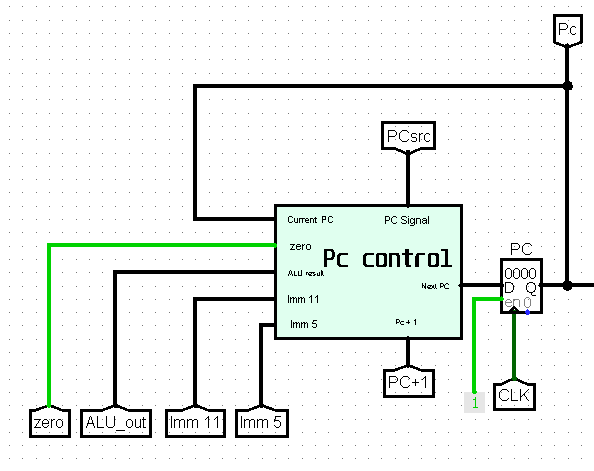 Pc
PCsrc
Current PC
PC Signal
zero
Pc control
ALU result
Next PC
Imm 11
Imm 5
Pc + 1
PC
0000
D Q
en 0
PC+1
1
CLK
zero
ALU_out
Imm 11
Imm 5